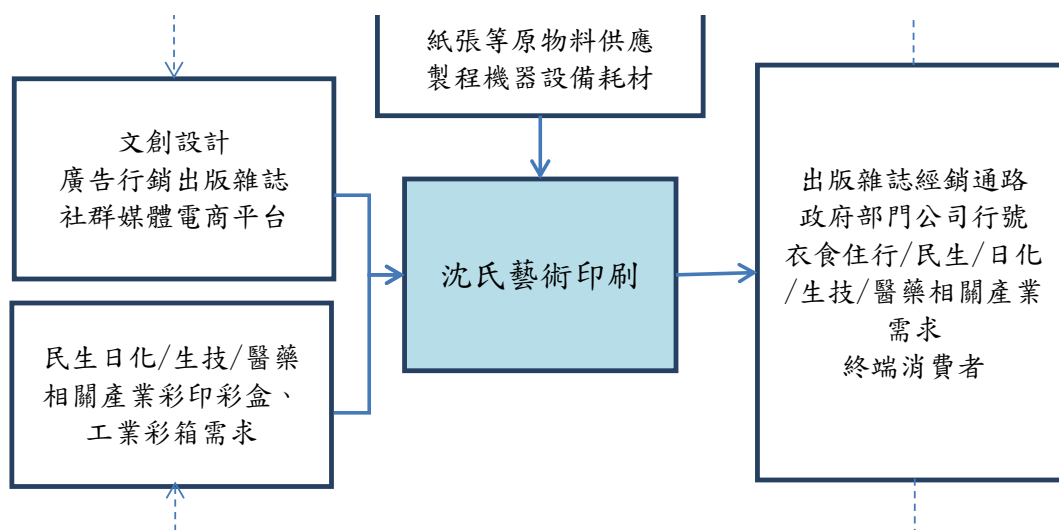 紙張等原物料供應
製程機器設備耗材
文創設計
廣告行銷出版雜誌
社群媒體電商平台
沈氏藝術印刷
出版雜誌經銷通路
政府部門公司行號
衣食住行/民生/日化
/生技/醫藥相關產業
需求
終端消費者
民生日化/生技/醫藥
相關產業彩印彩盒、
工業彩箱需求